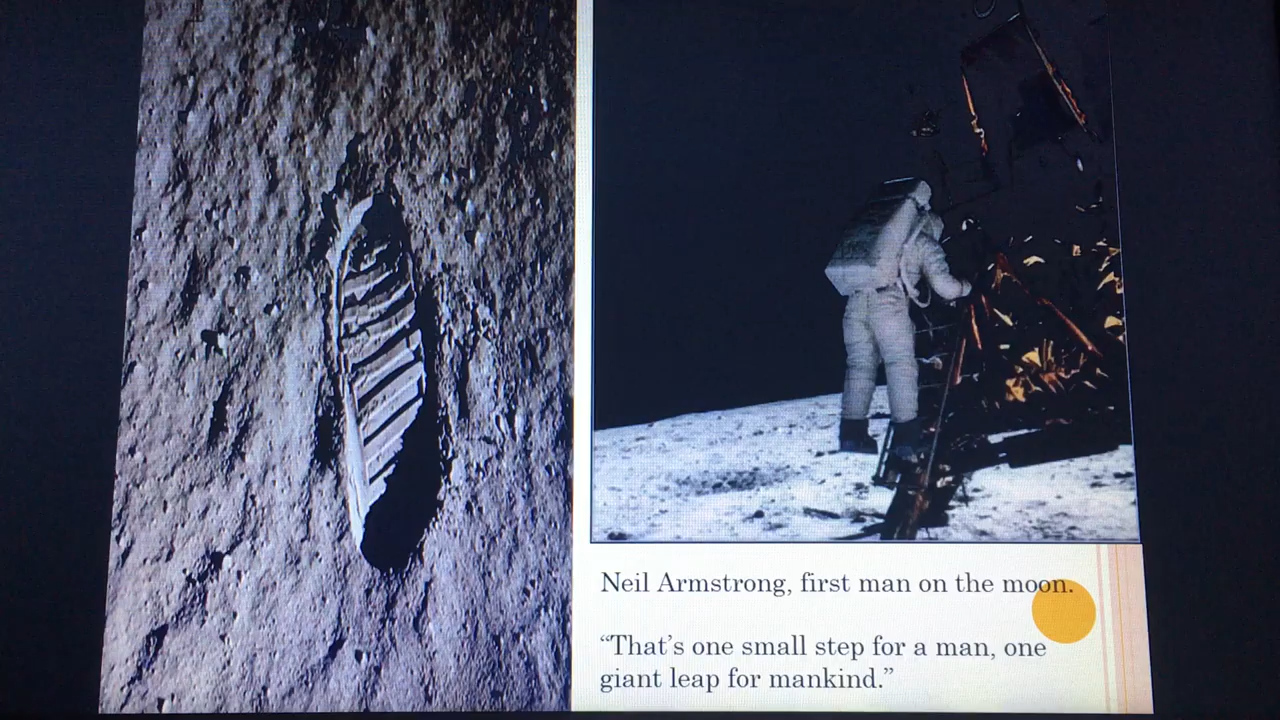 Neil Armstrong, first man on the moon.
“That’s one small step for a man, one
giant leap for mankind.”